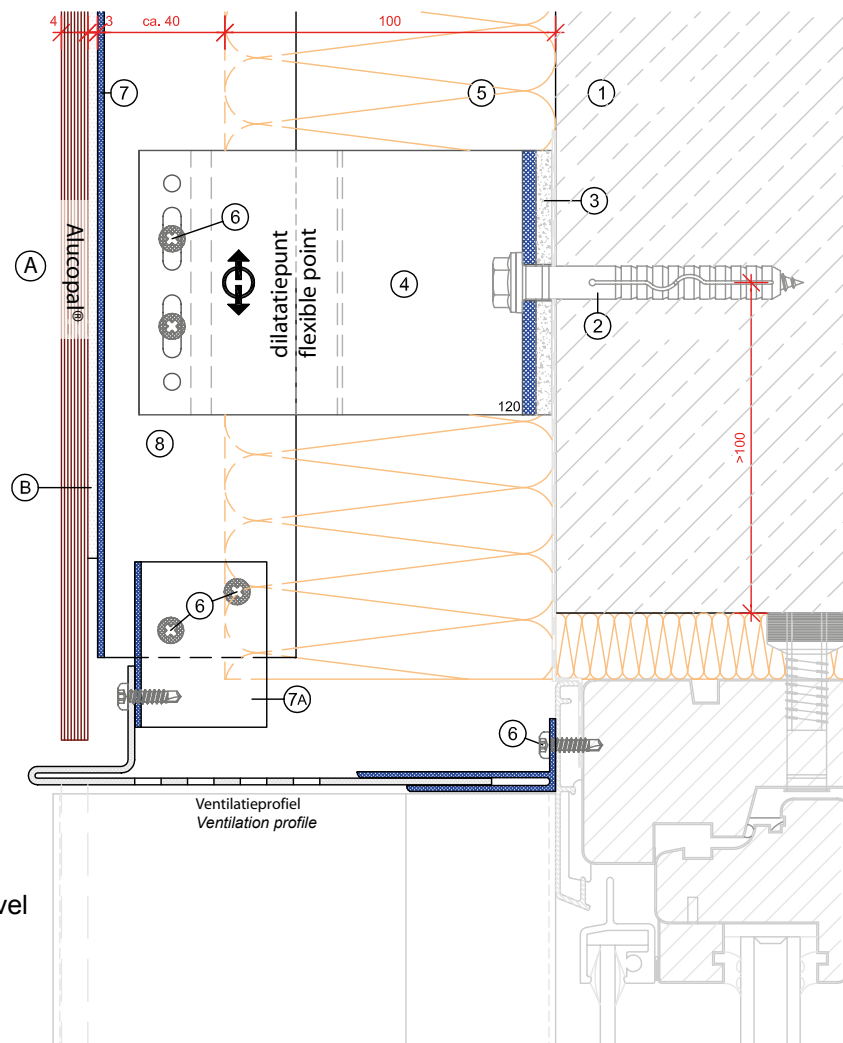 4 3 ca. 40 100
7
5
1
3
6
A
Alucopal®
dilatatiepunt
flexible point
4
2
120
8
>100
B
6
7A
6
Ventilatieprofiel
Ventilation profile
vel